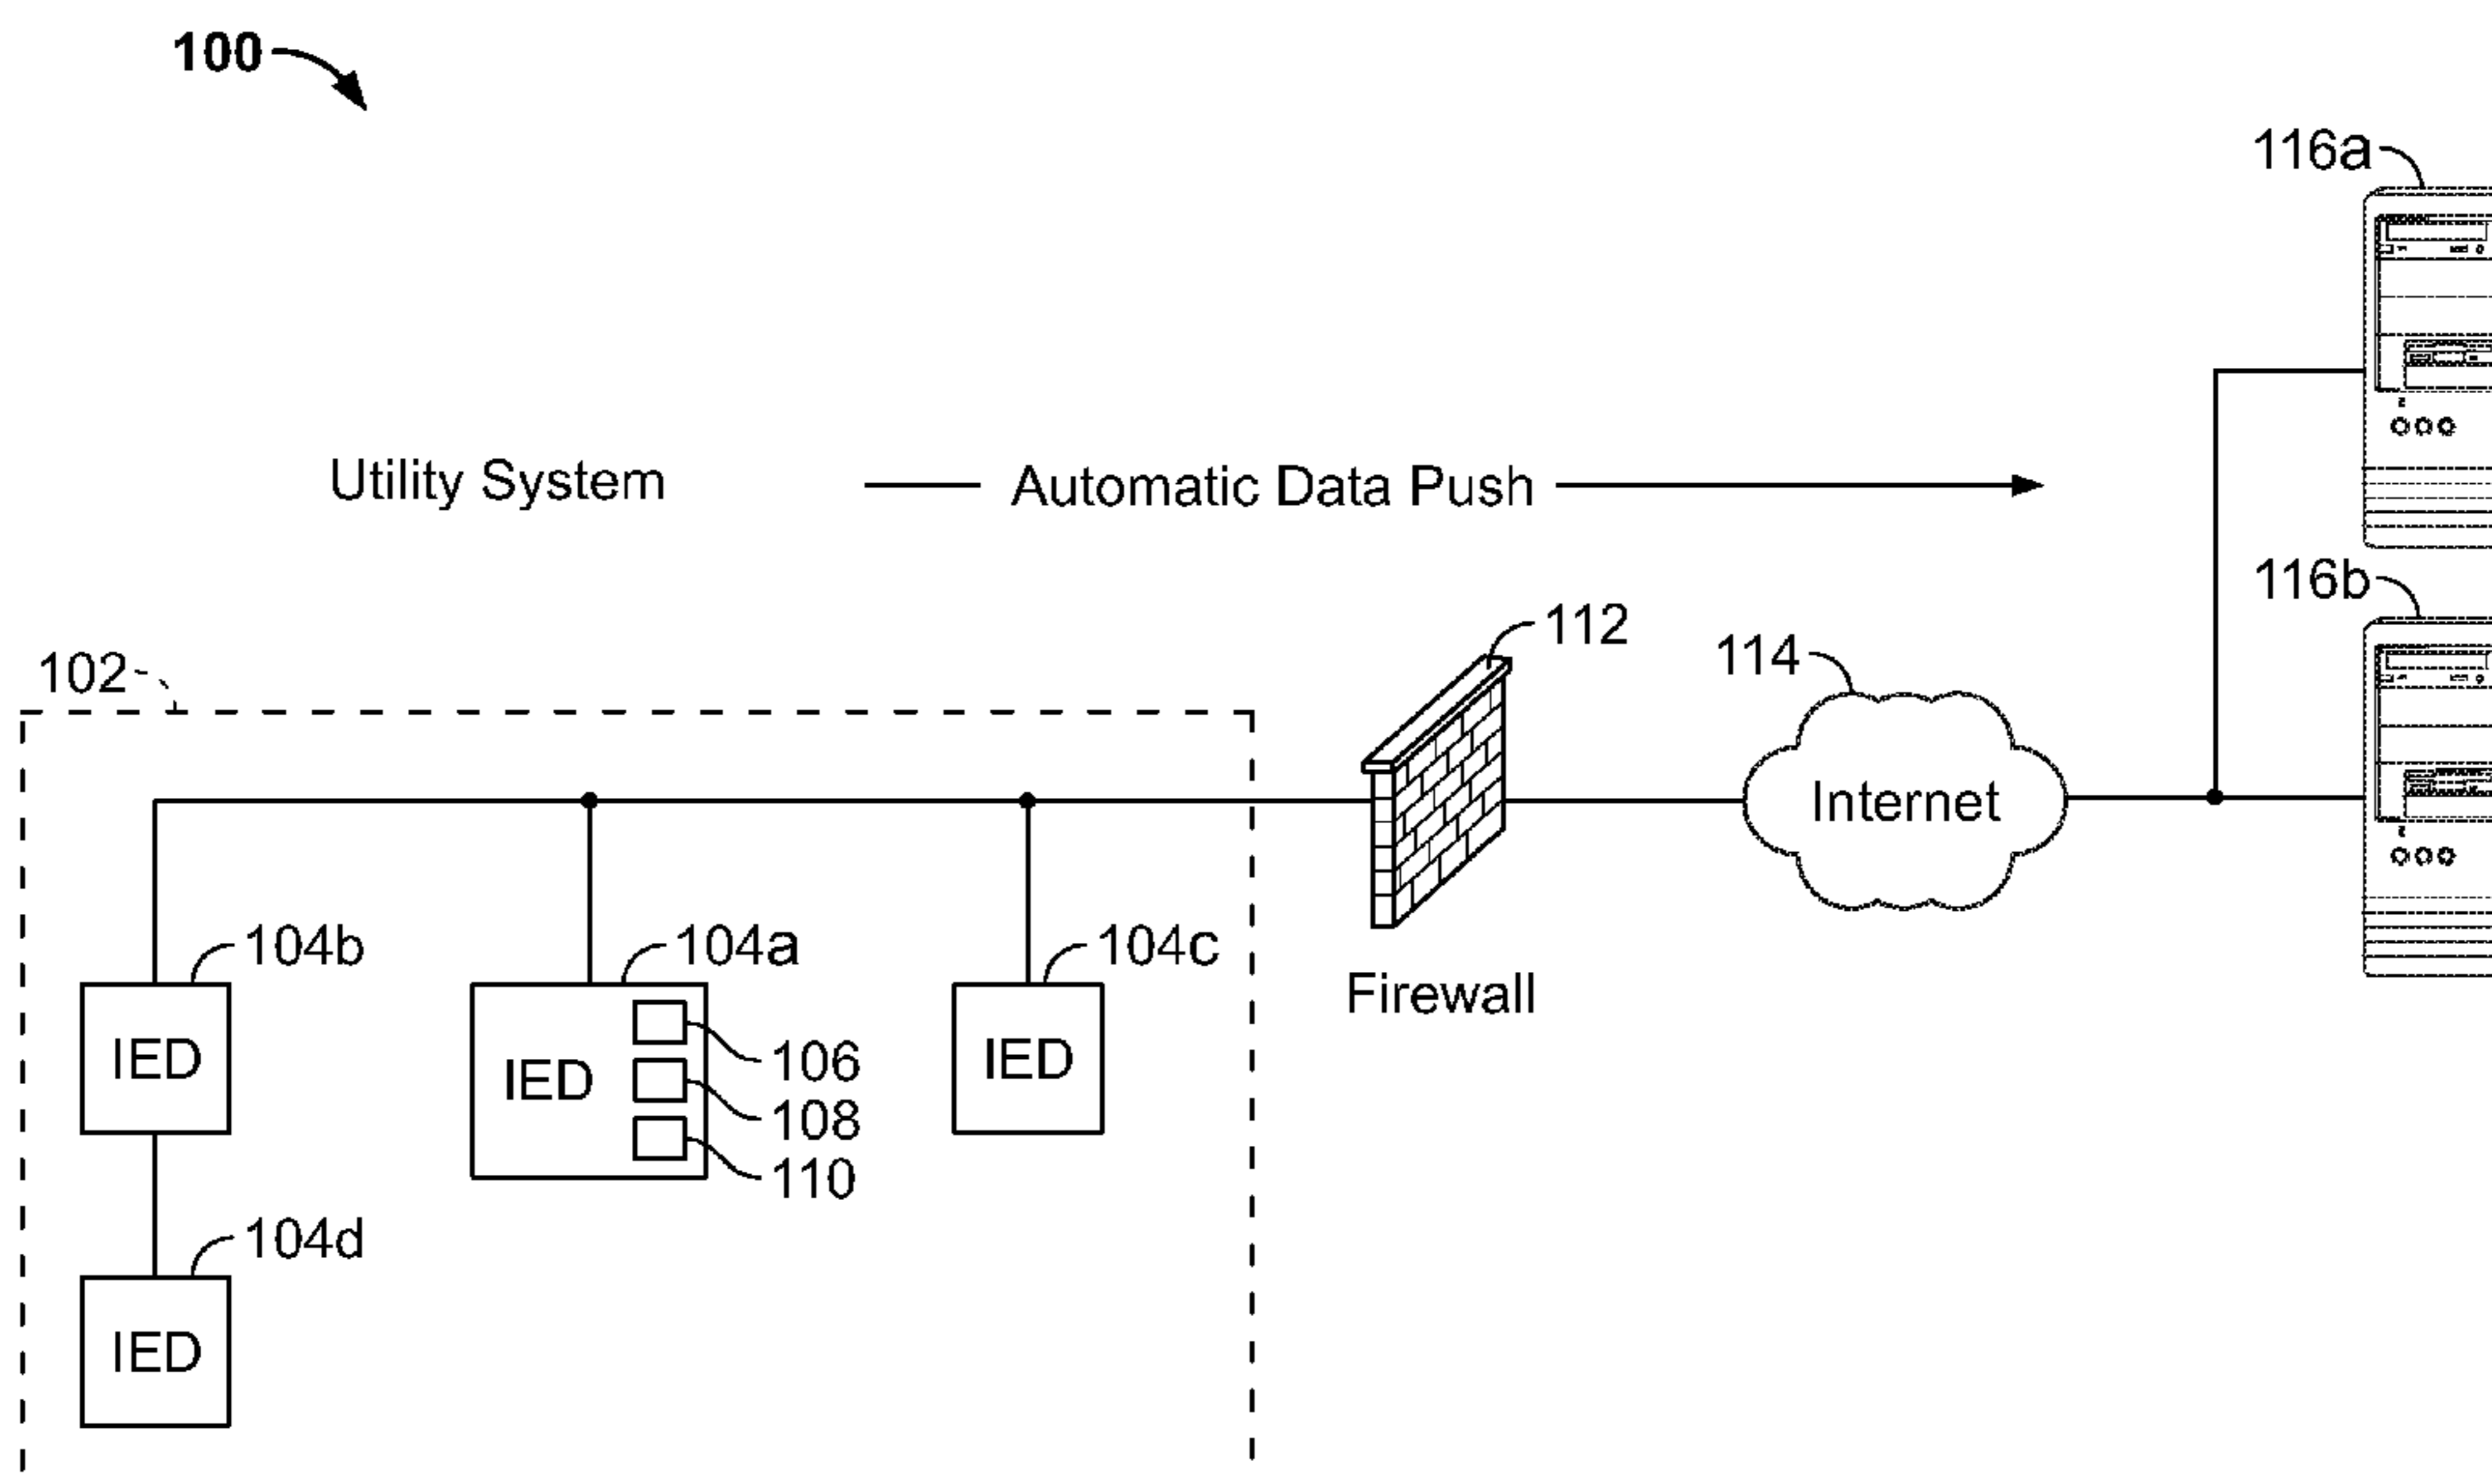 100
116a
Utility System
Automatic Data Push
116b
112
114
102
Internet
104b
104a
104c
Firewall
IED
IED
IED
106
108
110
104d
IED